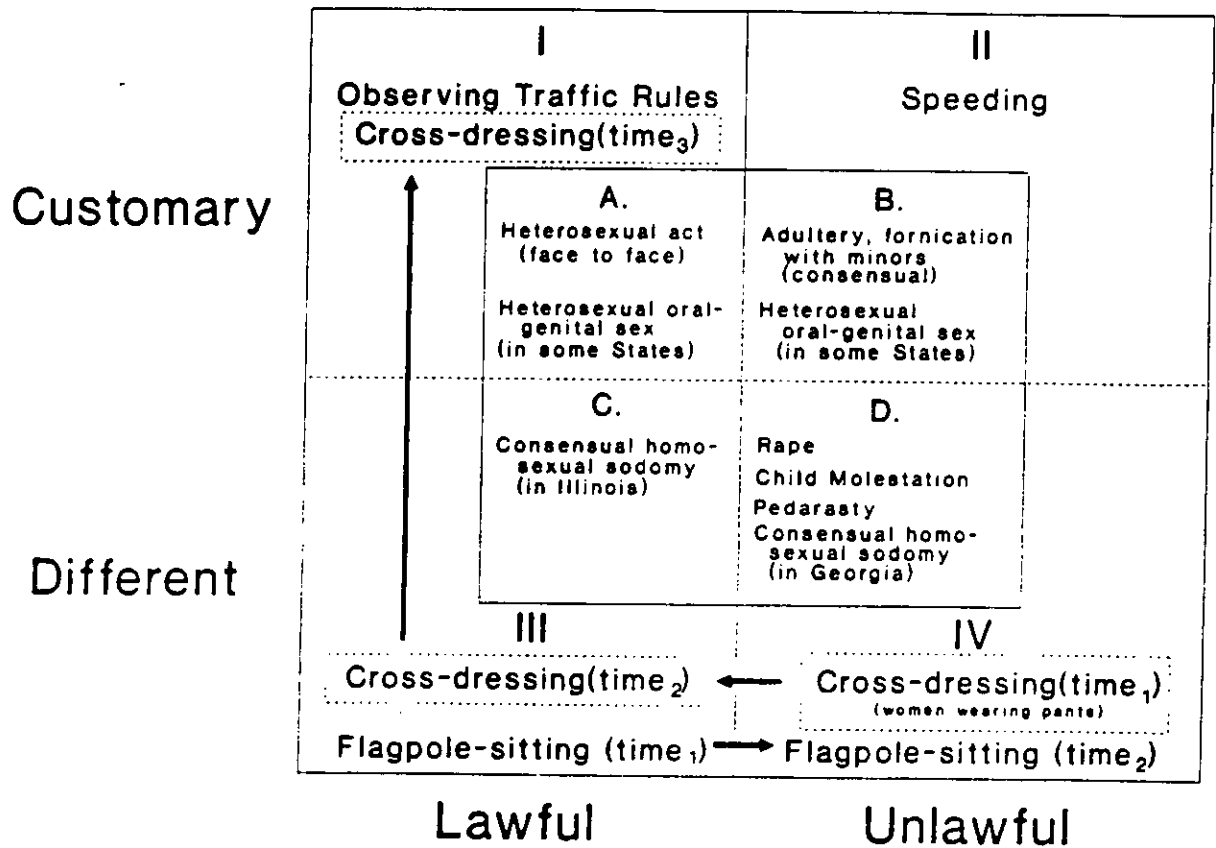 I
II
Observing Traffic Rules
Speeding
Cross-dressing(time₃)
Customary
A.
Heterosexual act
(face to face)
Heterosexual oral-
genital sex
(in some States)
B.
Adultery, fornication
with minors
(consensual)
Heterosexual
oral-genital sex
(in some States)
Different
C.
Consensual homo-
sexual sodomy
(in Illinois)
D.
Rape
Child Molestation
Pedarasty
Consensual homo-
sexual sodomy
(in Georgia)
III
IV
Cross-dressing(time₂)
Cross-dressing(time₁)
(women wearing pants)
Flagpole-sitting (time₁)
Flagpole-sitting (time₂)
Lawful
Unlawful